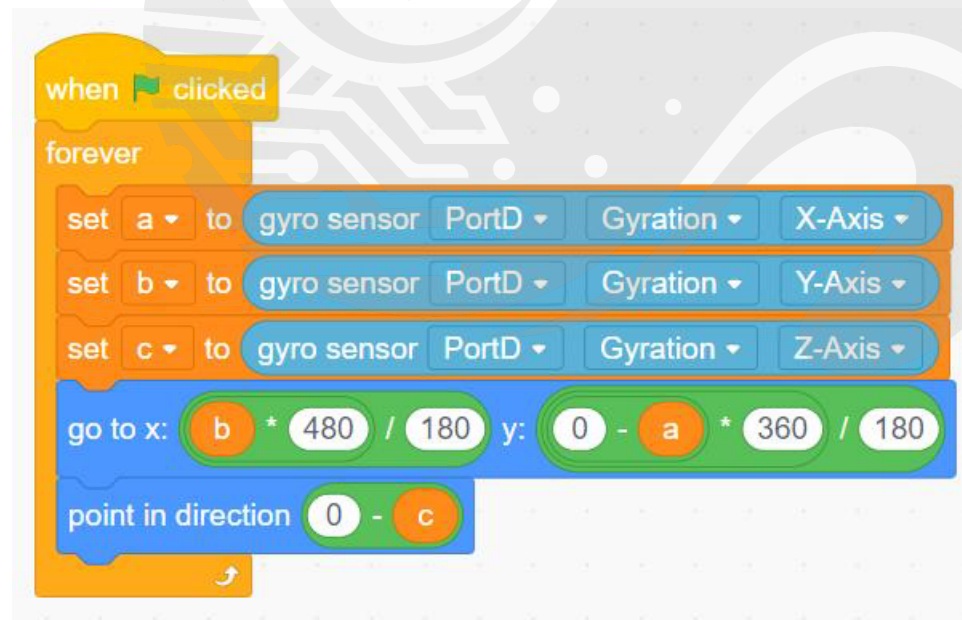 when clicked
forever
set a to gyro sensor PortD Gyration X-Axis
set b to gyro sensor PortD Gyration Y-Axis
set c to gyro sensor PortD Gyration Z-Axis
go to x: b * 480 / 180 y: 0 - a * 360 / 180
point in direction 0 - c